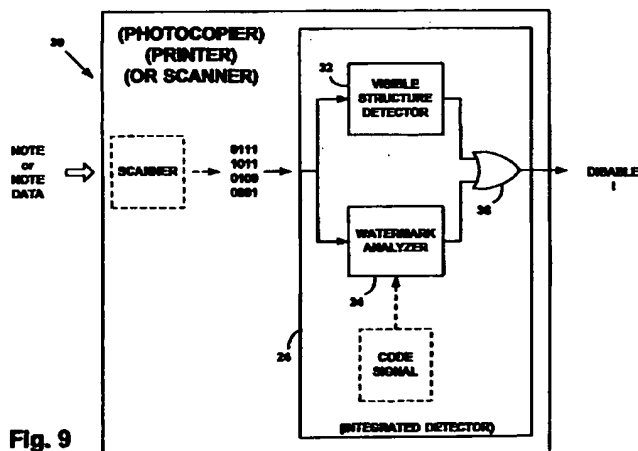 30
(PHOTOCOPIER)
(PRINTER)
(OR SCANNER)
NOTE
or
NOTE
DATA
SCANNER
0111
1011
0100
0001
32
VISIBLE
STRUCTURE
DETECTOR
36
DISABLE
!
WATERMARK
ANALYZER
34
26
CODE
SIGNAL
(INTEGRATED DETECTOR)
Fig. 9